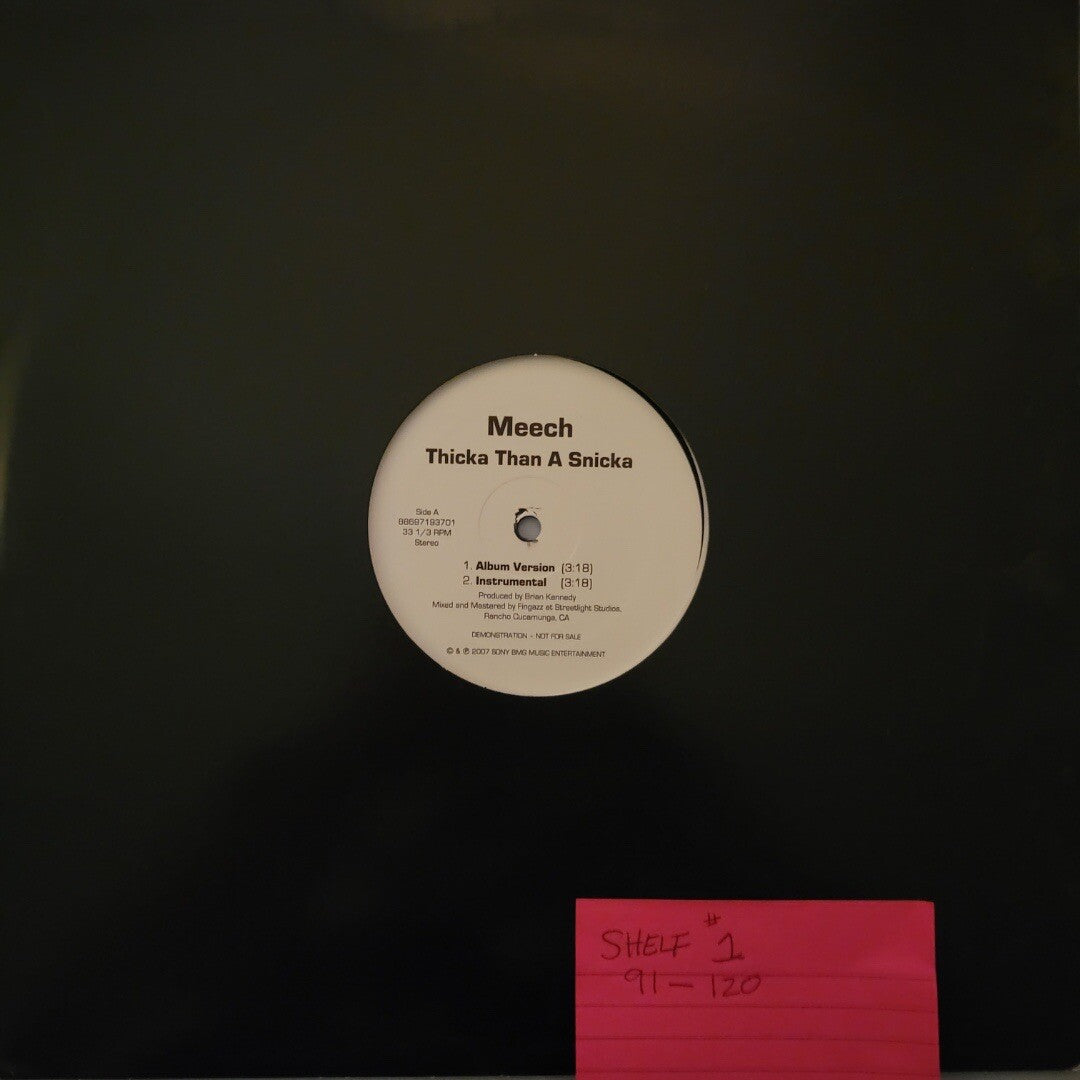 Meech
Thicka Than A Snicka
Side A
88697193701
33 1/3 RPM
Stereo
1. Album Version (3:18)
2. Instrumental (3:18)
Produced by Brian Kennedy
Mixed and Mastered by Fingazz at Streetlight Studios,
Rancho Cucamunga, CA
DEMONSTRATION - NOT FOR SALE
© & ℗ 2007 SONY BMG MUSIC ENTERTAINMENT
SHELF #1
91 - 120